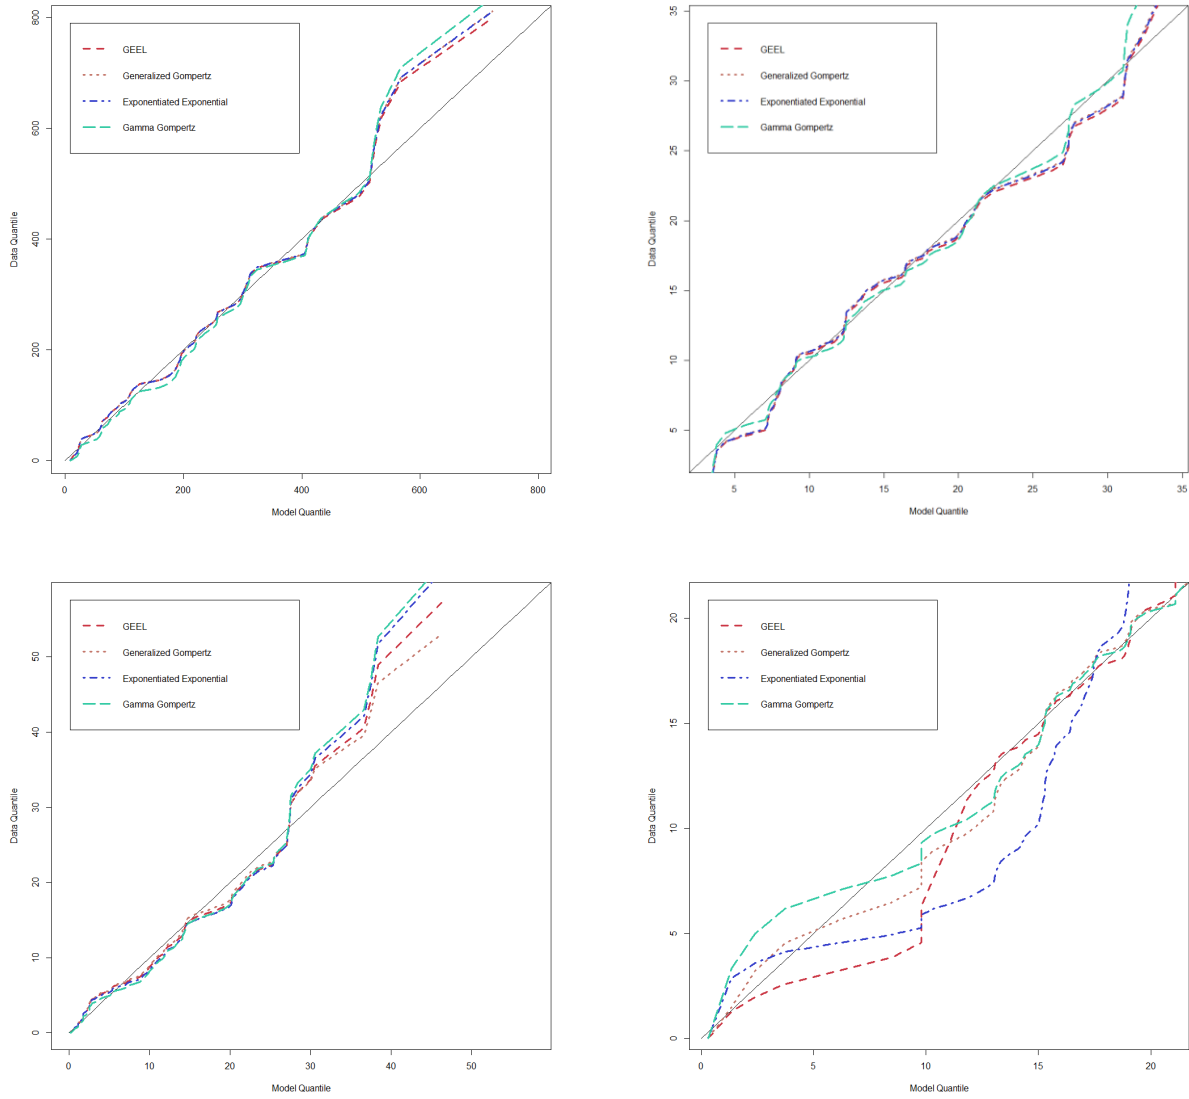 GEEL
Generalized Gompertz
Exponentiated Exponential
Gamma Gompertz
Data Quantile
0
200
400
600
800
0 200 400 600 800
Model Quantile
GEEL
Generalized Gompertz
Exponentiated Exponential
Gamma Gompertz
Data Quantile
5
10
15
20
25
30
35
5 10 15 20 25 30 35
Model Quantile
GEEL
Generalized Gompertz
Exponentiated Exponential
Gamma Gompertz
Data Quantile
0
10
20
30
40
50
0 10 20 30 40 50
Model Quantile
GEEL
Generalized Gompertz
Exponentiated Exponential
Gamma Gompertz
Data Quantile
0
5
10
15
20
0 5 10 15 20
Model Quantile